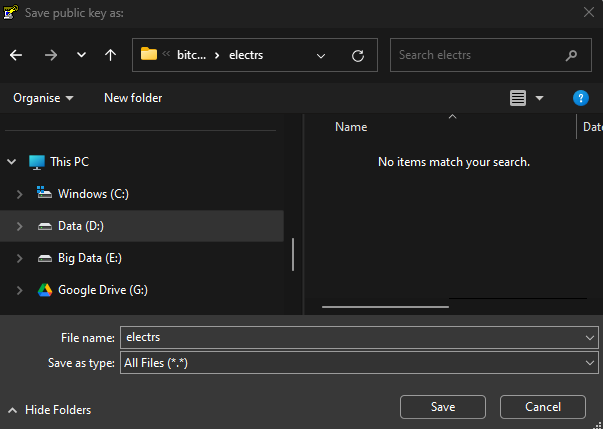 Save public key as:
« bitc... › electrs
Search electrs
Organise
New folder
Name
Date
No items match your search.
This PC
Windows (C:)
Data (D:)
Big Data (E:)
Google Drive (G:)
File name: electrs
Save as type: All Files (*.*)
Hide Folders
Save
Cancel